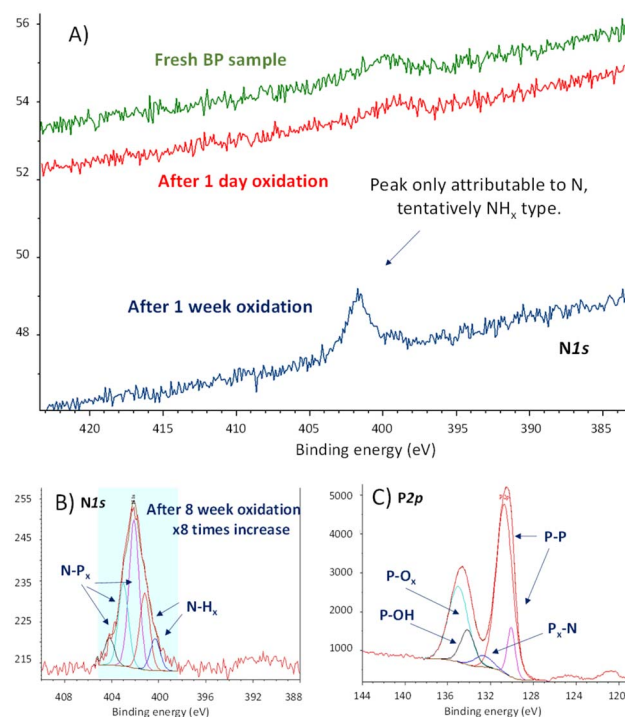 56
A)
Fresh BP sample
54
After 1 day oxidation
52
Peak only attributable to N,
tentatively NHx type.
50
After 1 week oxidation
48
N1s
420 415 410 405 400 395 390 385
Binding energy (eV)
B) N1s
255
After 8 week oxidation
x8 times increase
245
N-Px
235
N-Hx
225
215
408 404 400 396 392 388
Binding energy (eV)
C) P2p
5000
4000
P-P
3000
P-Ox
2000
P-OH
Px-N
1000
0
144 140 136 132 128 124 120
Binding energy (eV)